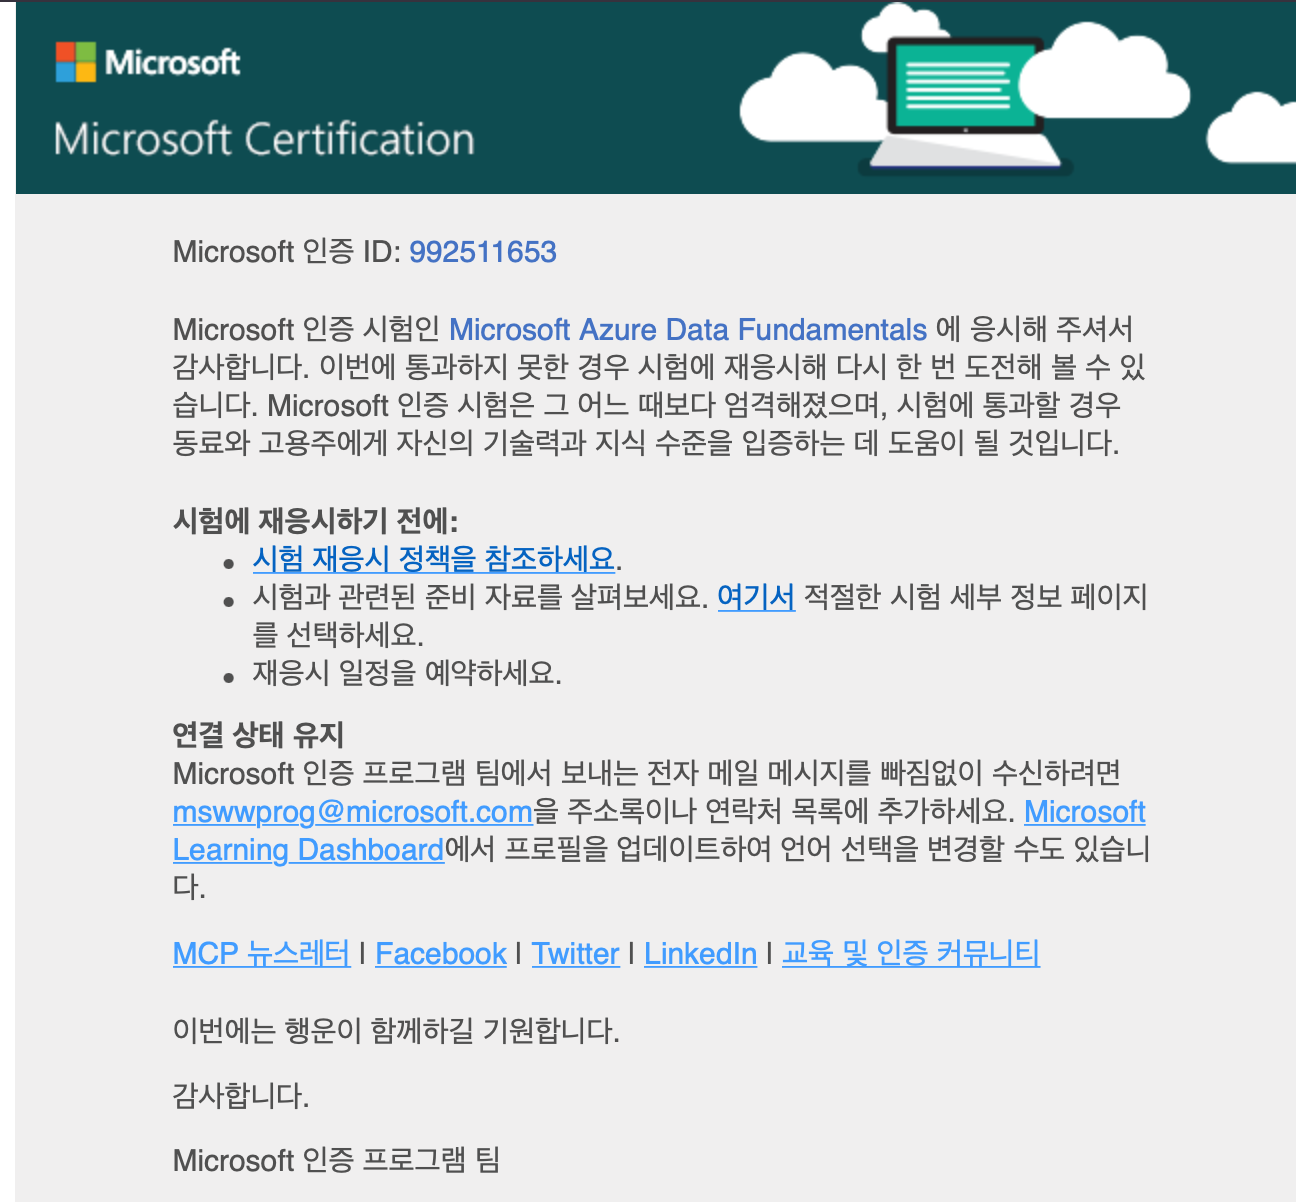 Microsoft
Microsoft Certification
Microsoft 인증 ID: 992511653
Microsoft 인증 시험인 Microsoft Azure Data Fundamentals 에 응시해 주셔서
감사합니다. 이번에 통과하지 못한 경우 시험에 재응시해 다시 한 번 도전해 볼 수 있
습니다. Microsoft 인증 시험은 그 어느 때보다 엄격해졌으며, 시험에 통과할 경우
동료와 고용주에게 자신의 기술력과 지식 수준을 입증하는 데 도움이 될 것입니다.
시험에 재응시하기 전에:
• 시험 재응시 정책을 참조하세요.
• 시험과 관련된 준비 자료를 살펴보세요. 여기서 적절한 시험 세부 정보 페이지
를 선택하세요.
• 재응시 일정을 예약하세요.
연결 상태 유지
Microsoft 인증 프로그램 팀에서 보내는 전자 메일 메시지를 빠짐없이 수신하려면
mswwprog@microsoft.com을 주소록이나 연락처 목록에 추가하세요. Microsoft
Learning Dashboard에서 프로필을 업데이트하여 언어 선택을 변경할 수도 있습니
다.
MCP 뉴스레터 | Facebook | Twitter | LinkedIn | 교육 및 인증 커뮤니티
이번에는 행운이 함께하길 기원합니다.
감사합니다.
Microsoft 인증 프로그램 팀